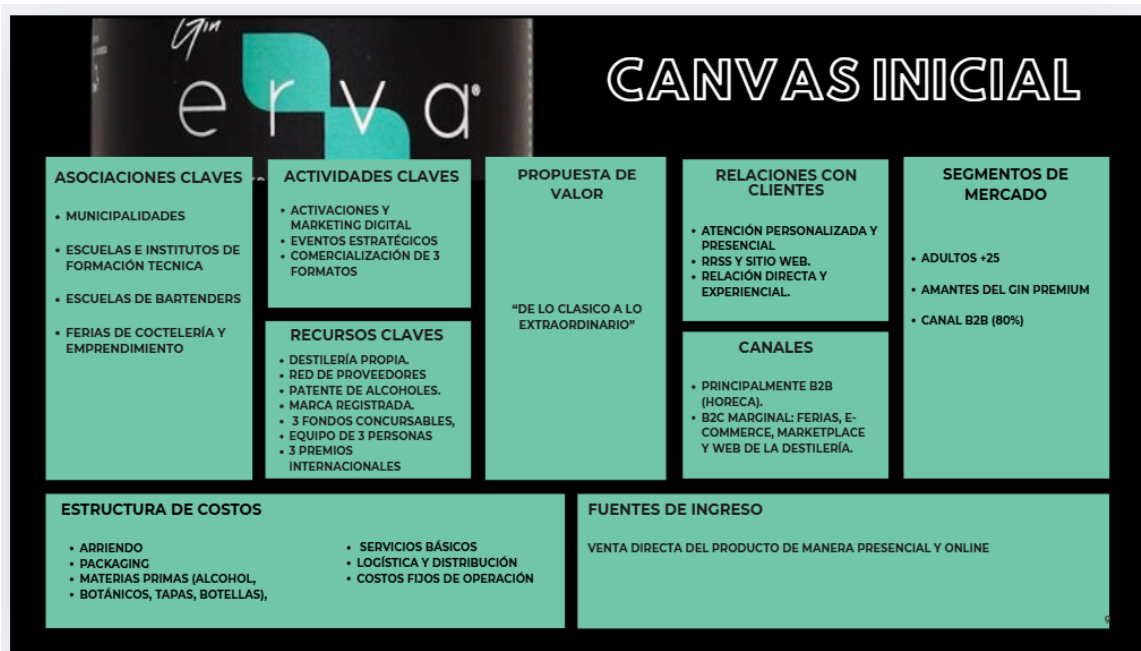 Gin
erva®
CANVAS INICIAL
ASOCIACIONES CLAVES
• MUNICIPALIDADES
• ESCUELAS E INSTITUTOS DE
FORMACIÓN TECNICA
• ESCUELAS DE BARTENDERS
• FERIAS DE COCTELERÍA Y
EMPRENDIMIENTO
ACTIVIDADES CLAVES
• ACTIVACIONES Y
MARKETING DIGITAL
• EVENTOS ESTRATÉGICOS
• COMERCIALIZACIÓN DE 3
FORMATOS
RECURSOS CLAVES
• DESTILERÍA PROPIA.
• RED DE PROVEEDORES
• PATENTE DE ALCOHOLES.
• MARCA REGISTRADA.
• 3 FONDOS CONCURSABLES,
• EQUIPO DE 3 PERSONAS
• 3 PREMIOS
INTERNACIONALES
PROPUESTA DE
VALOR
“DE LO CLASICO A LO
EXTRAORDINARIO”
RELACIONES CON
CLIENTES
• ATENCIÓN PERSONALIZADA Y
PRESENCIAL
• RRSS Y SITIO WEB.
• RELACIÓN DIRECTA Y
EXPERIENCIAL.
CANALES
• PRINCIPALMENTE B2B
(HORECA).
• B2C MARGINAL: FERIAS, E-
COMMERCE, MARKETPLACE
Y WEB DE LA DESTILERÍA.
SEGMENTOS DE
MERCADO
• ADULTOS +25
• AMANTES DEL GIN PREMIUM
• CANAL B2B (80%)
ESTRUCTURA DE COSTOS
• ARRIENDO
• PACKAGING
• MATERIAS PRIMAS (ALCOHOL,
• BOTÁNICOS, TAPAS, BOTELLAS),
• SERVICIOS BÁSICOS
• LOGÍSTICA Y DISTRIBUCIÓN
• COSTOS FIJOS DE OPERACIÓN
FUENTES DE INGRESO
VENTA DIRECTA DEL PRODUCTO DE MANERA PRESENCIAL Y ONLINE
9